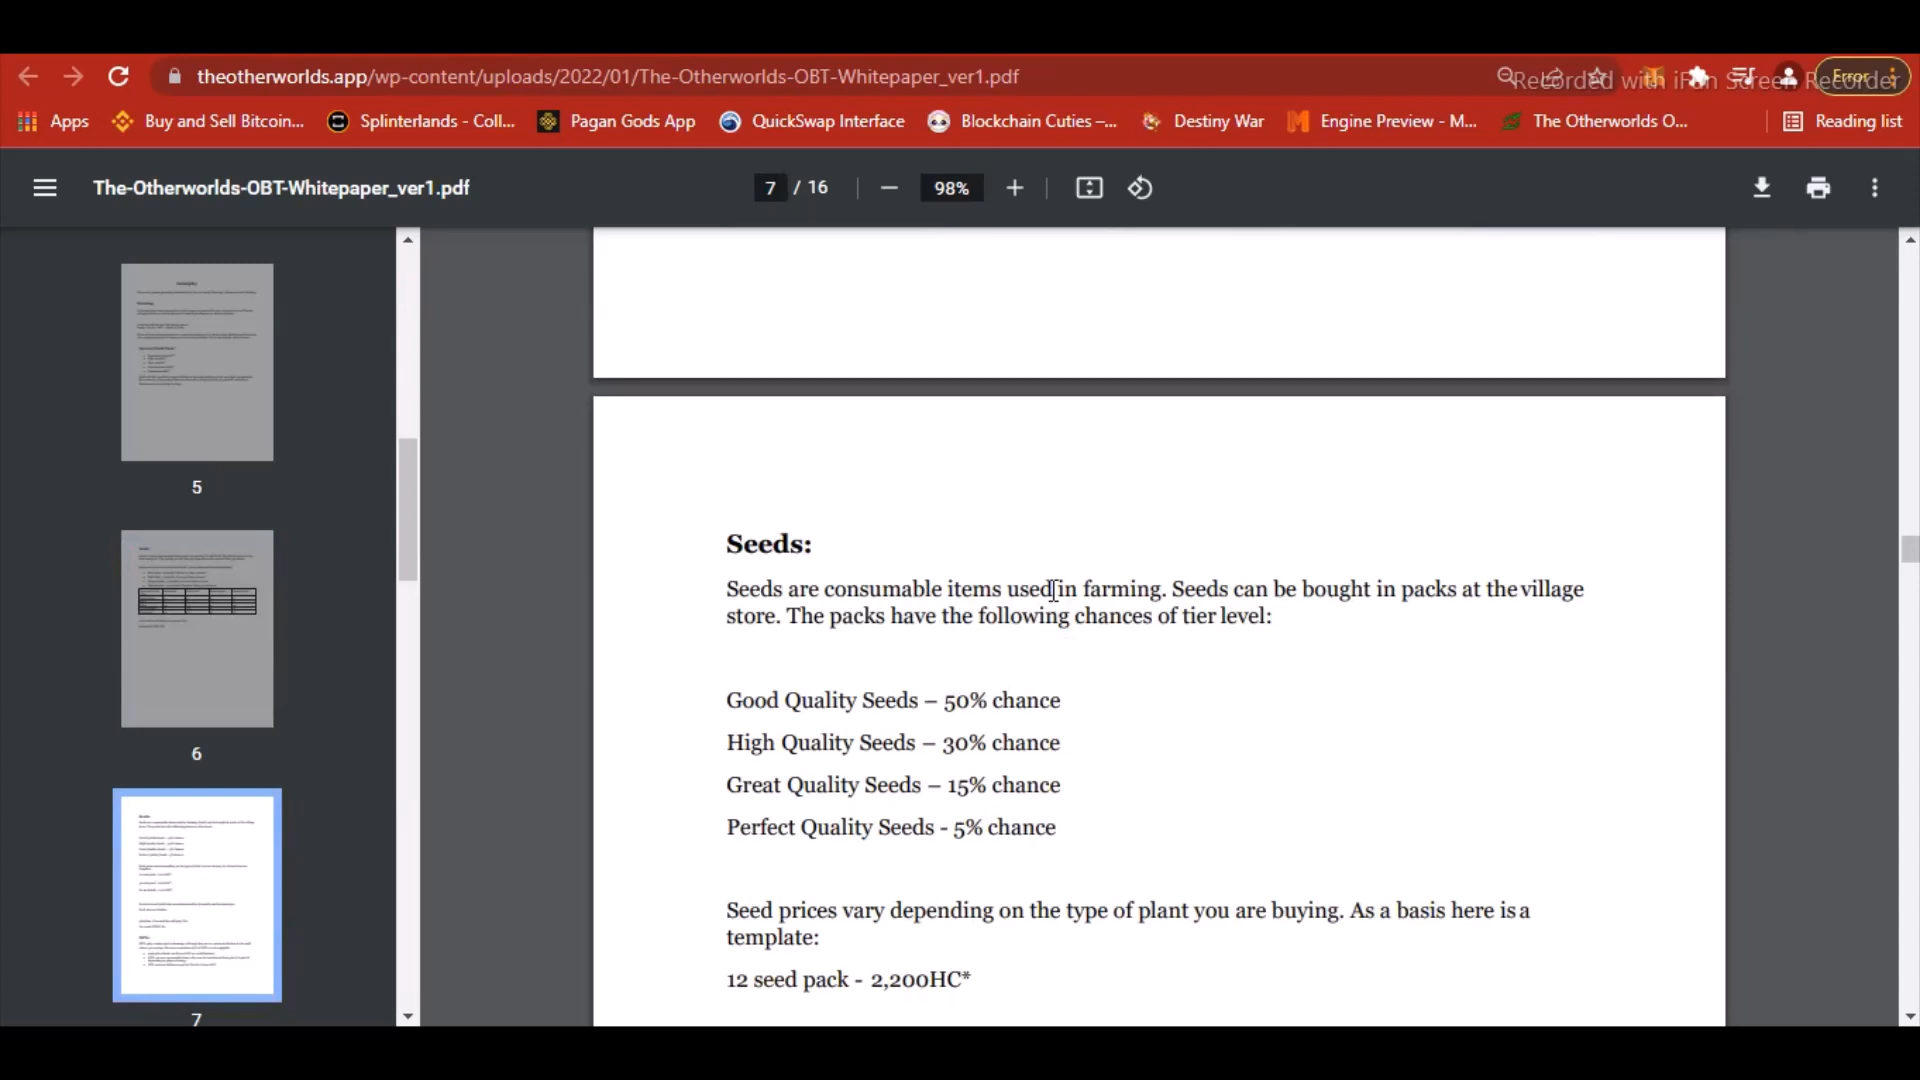 theotherworlds.app/wp-content/uploads/2022/01/The-Otherworlds-OBT-Whitepaper_ver1.pdf
Recorded with iFun Screen Recorder
Error
Apps
Buy and Sell Bitcoin...
Splinterlands - Coll...
Pagan Gods App
QuickSwap Interface
Blockchain Cuties –...
Destiny War
Engine Preview - M...
The Otherworlds O...
Reading list
The-Otherworlds-OBT-Whitepaper_ver1.pdf
7 / 16
98%
5
6
7
Seeds:
Seeds are consumable items used in farming. Seeds can be bought in packs at the village
store. The packs have the following chances of tier level:
Good Quality Seeds – 50% chance
High Quality Seeds – 30% chance
Great Quality Seeds – 15% chance
Perfect Quality Seeds - 5% chance
Seed prices vary depending on the type of plant you are buying. As a basis here is a
template:
12 seed pack - 2,200HC*